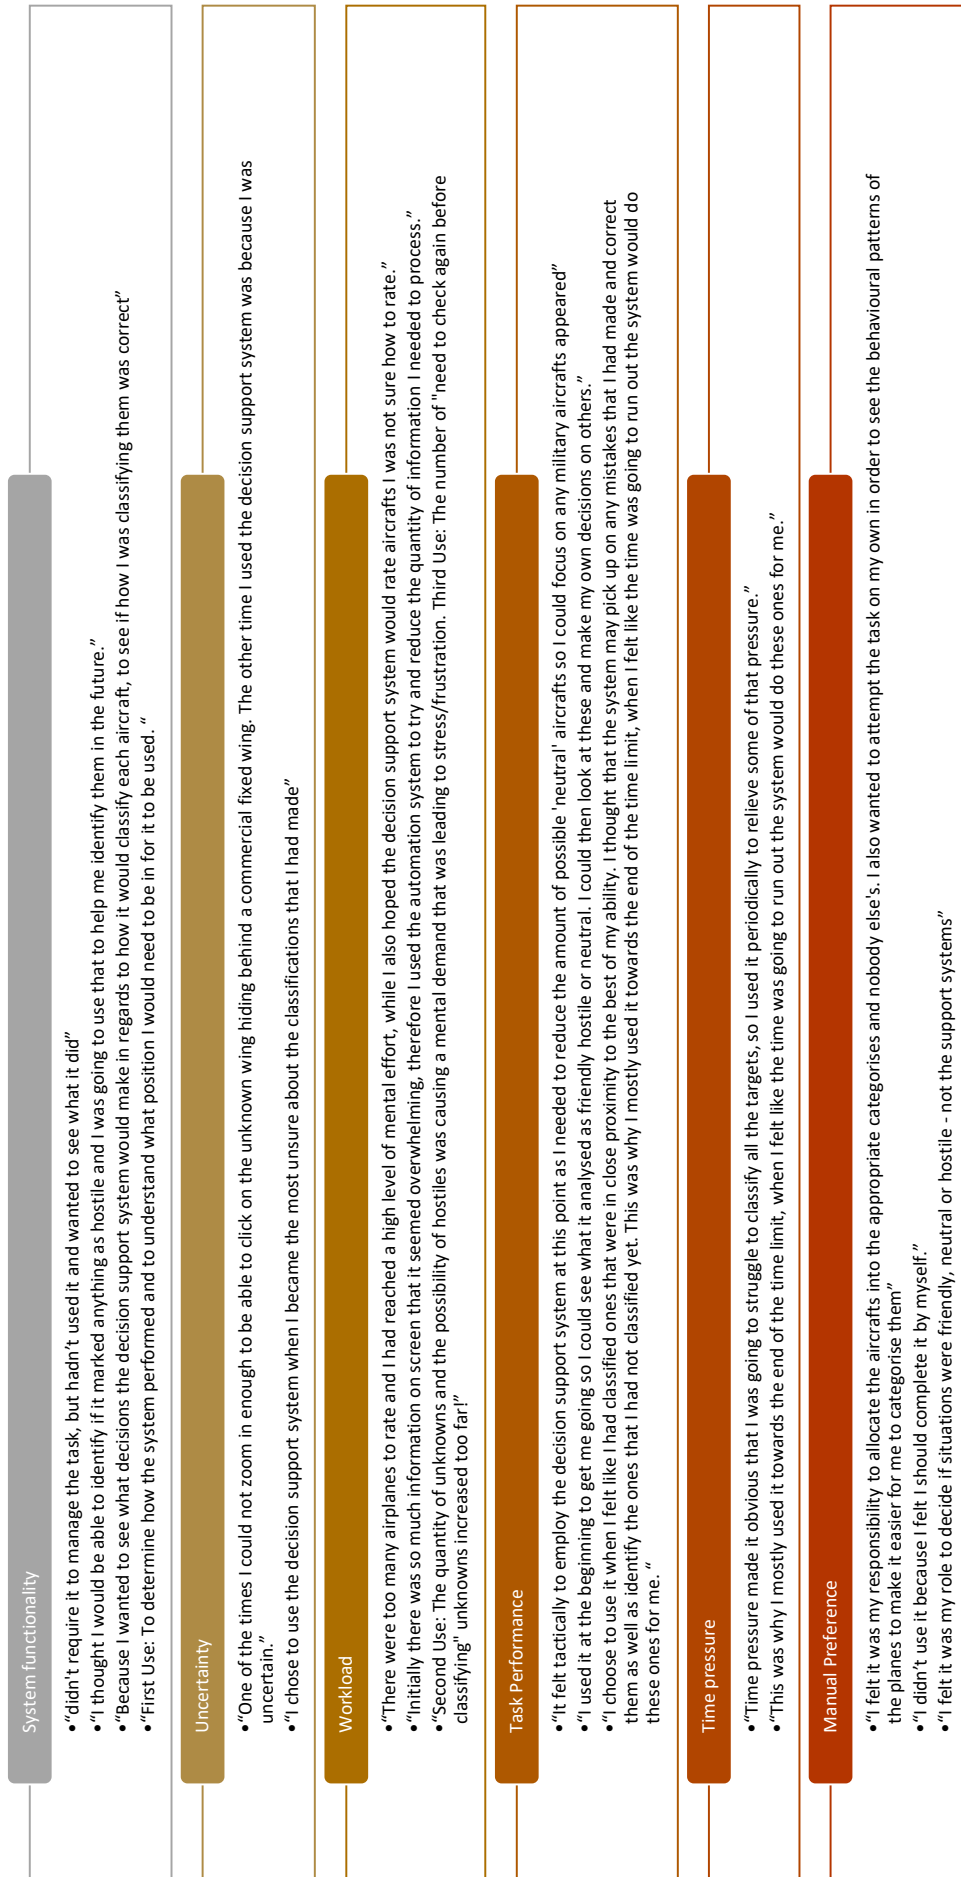 System functionality
•“didn't require it to manage the task, but hadn’t used it and wanted to see what it did”
•“I thought I would be able to identify if it marked anything as hostile and I was going to use that to help me identify them in the future.”
•“Because I wanted to see what decisions the decision support system would make in regards to how it would classify each aircraft, to see if how I was classifying them was correct”
•“First Use: To determine how the system performed and to understand what position I would need to be in for it to be used. “
Uncertainty
•“One of the times I could not zoom in enough to be able to click on the unknown wing hiding behind a commercial fixed wing. The other time I used the decision support system was because I was
uncertain.”
•“I chose to use the decision support system when I became the most unsure about the classifications that I had made”
Workload
•“There were too many airplanes to rate and I had reached a high level of mental effort, while I also hoped the decision support system would rate aircrafts I was not sure how to rate.”
•“Initially there was so much information on screen that it seemed overwhelming, therefore I used the automation system to try and reduce the quantity of information I needed to process.”
•“Second Use: The quantity of unknowns and the possibility of hostiles was causing a mental demand that was leading to stress/frustration. Third Use: The number of "need to check again before
classifying" unknowns increased too far!”
Task Performance
•“It felt tactically to employ the decision support system at this point as I needed to reduce the amount of possible 'neutral' aircrafts so I could focus on any military aircrafts appeared”
•“I used it at the beginning to get me going so I could see what it analysed as friendly hostile or neutral. I could then look at these and make my own decisions on others.”
•“I choose to use it when I felt like I had classified ones that were in close proximity to the best of my ability. I thought that the system may pick up on any mistakes that I had made and correct
them as well as identify the ones that I had not classified yet. This was why I mostly used it towards the end of the time limit, when I felt like the time was going to run out the system would do
these ones for me. “
Time pressure
•“Time pressure made it obvious that I was going to struggle to classify all the targets, so I used it periodically to relieve some of that pressure.”
•“This was why I mostly used it towards the end of the time limit, when I felt like the time was going to run out the system would do these ones for me.”
Manual Preference
•“I felt it was my responsibility to allocate the aircrafts into the appropriate categorises and nobody else's. I also wanted to attempt the task on my own in order to see the behavioural patterns of
the planes to make it easier for me to categorise them”
•“I didn’t use it because I felt I should complete it by myself.”
•“I felt it was my role to decide if situations were friendly, neutral or hostile - not the support systems”